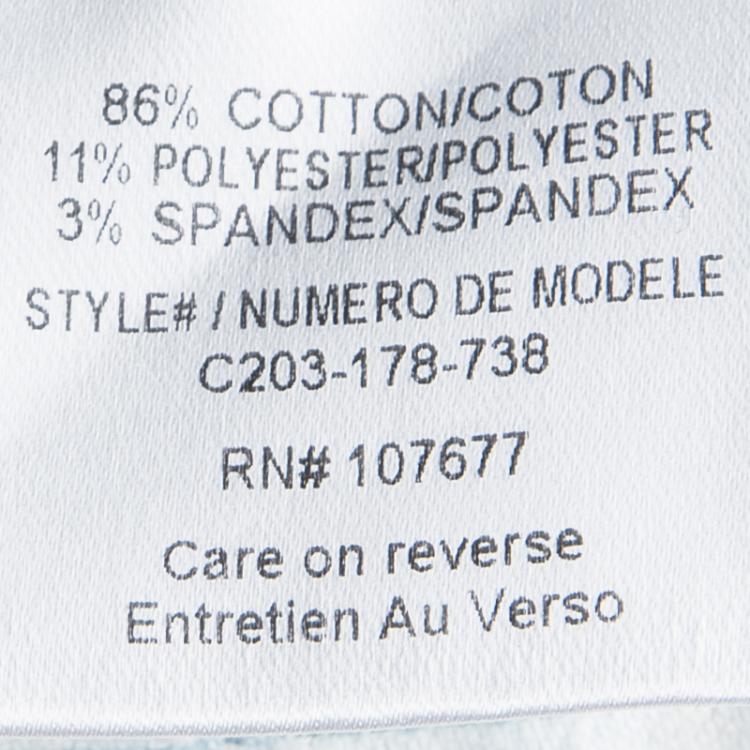 86% COTTON/COTON
11% POLYESTER/POLYESTER
3% SPANDEX/SPANDEX
STYLE# / NUMERO DE MODELE
C203-178-738
RN# 107677
Care on reverse
Entretien Au Verso